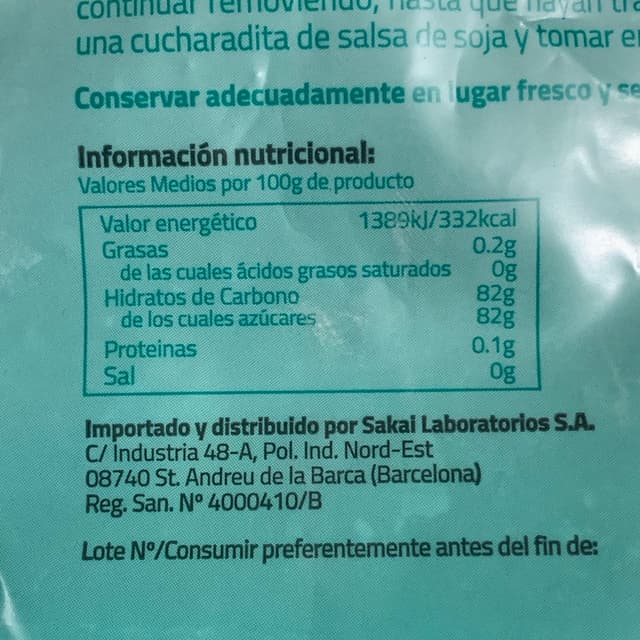 continuar removiendo, hasta que hayan
una cucharadita de salsa de soja y tomar
Conservar adecuadamente en lugar fresco y
Información nutricional:
Valores Medios por 100g de producto
Valor energético 1389kJ/332kcal
Grasas 0.2g
de las cuales ácidos grasos saturados 0g
Hidratos de Carbono 82g
de los cuales azúcares 82g
Proteinas 0.1g
Sal 0g
Importado y distribuido por Sakai Laboratorios S.A.
C/ Industria 48-A, Pol. Ind. Nord-Est
08740 St. Andreu de la Barca (Barcelona)
Reg. San. Nº 4000410/B
Lote Nº/Consumir preferentemente antes del fin de: